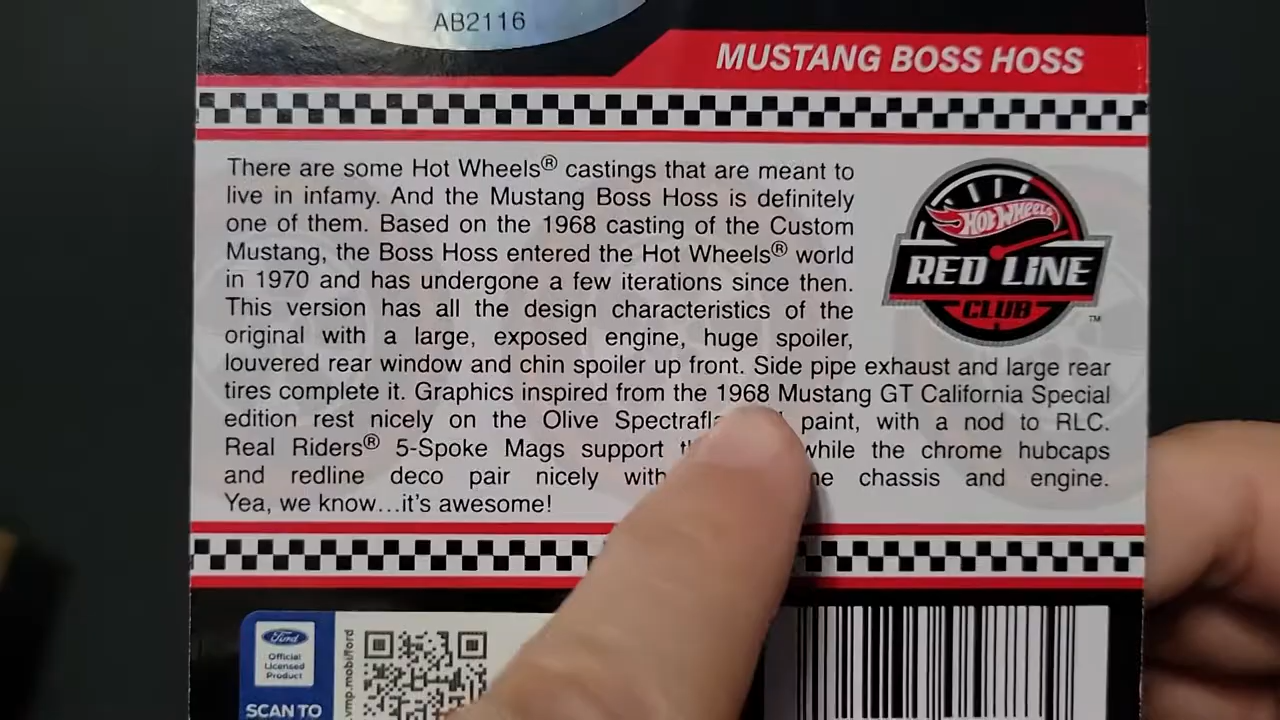 AB2116
MUSTANG BOSS HOSS
There are some Hot Wheels® castings that are meant to
live in infamy. And the Mustang Boss Hoss is definitely
one of them. Based on the 1968 casting of the Custom
Mustang, the Boss Hoss entered the Hot Wheels® world
in 1970 and has undergone a few iterations since then.
This version has all the design characteristics of the
original with a large, exposed engine, huge spoiler,
louvered rear window and chin spoiler up front. Side pipe exhaust and large rear
tires complete it. Graphics inspired from the 1968 Mustang GT California Special
edition rest nicely on the Olive paint, with a nod to RLC.
Real Riders® 5-Spoke Mags support while the chrome hubcaps
and redline deco pair nicely with chassis and engine.
Yea, we know...it's awesome!
HOT WHEELS
RED LINE
CLUB
TM
Ford
Official
Licensed
Product
SCAN TO
vmp.mobi/ford